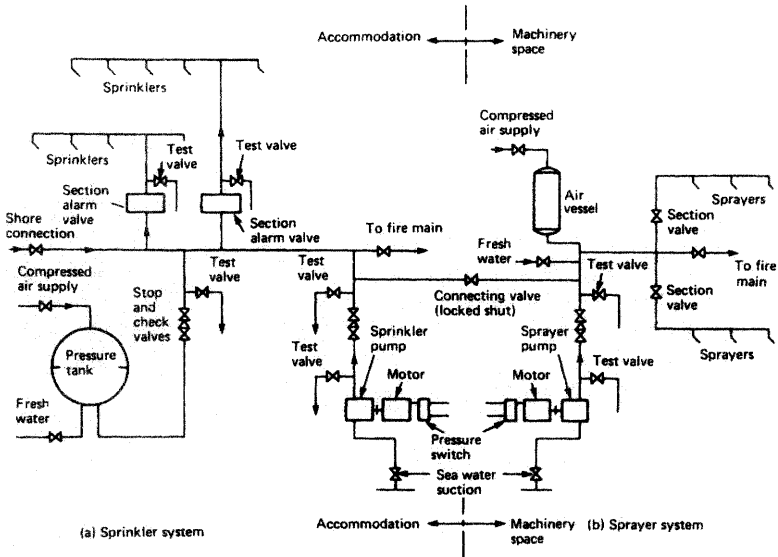 Accommodation
Machinery
space
Sprinklers
Compressed
air supply
Test
valve
Test valve
Sprinklers
Section
alarm
valve
Air
vessel
Sprayers
Section
valve
Shore
connection
Section
alarm valve
To fire main
Fresh
water
Test valve
To
fire
main
Compressed
air supply
Test
valve
Test
valve
Stop
and
check
valves
Connecting valve
(locked shut)
Section
valve
Pressure
tank
Sprinkler
pump
Sprayer
pump
Sprayers
Test
valve
Motor
Motor
Test valve
Fresh
water
Pressure
switch
Sea water
suction
(a) Sprinkler system
Accommodation
Machinery
space
(b) Sprayer system